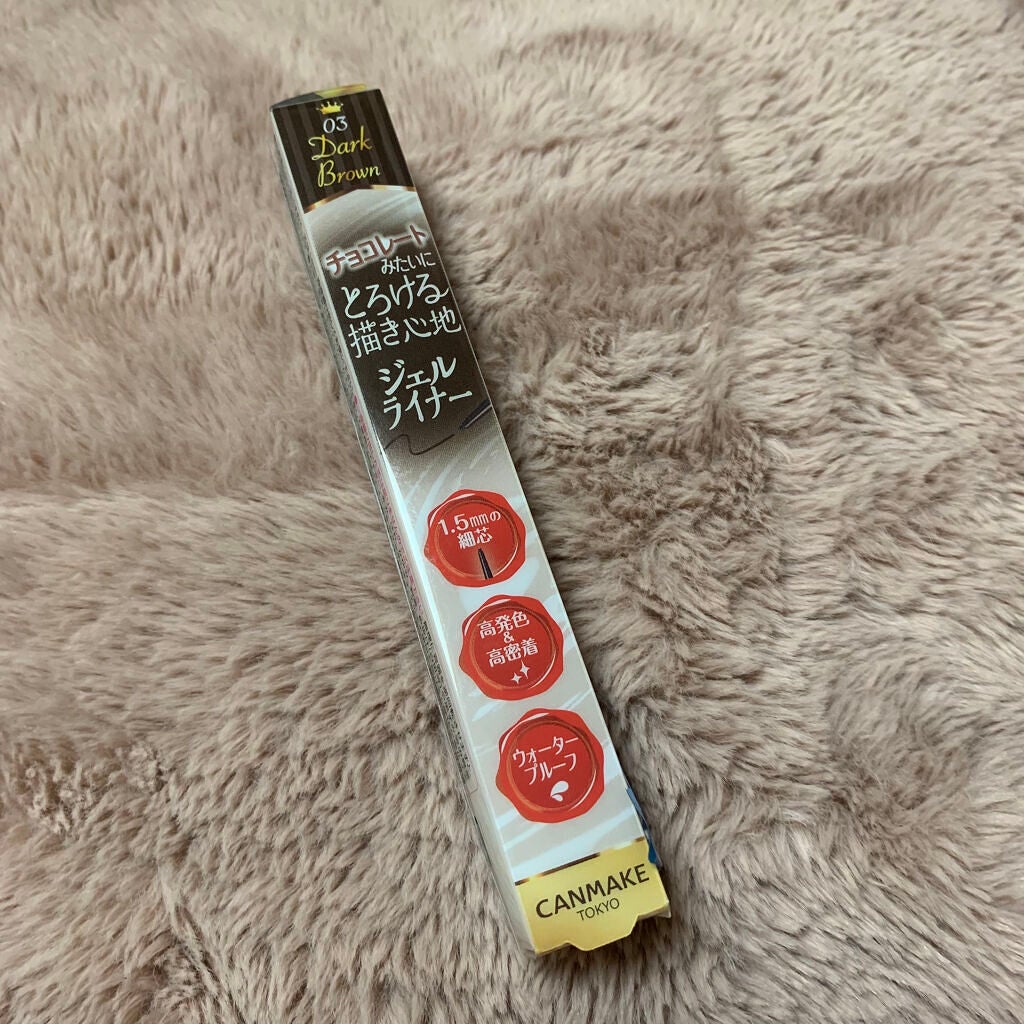 03
Dark
Brown
チョコレート
みたいに
とろける
描き心地
ジェル
ライナー
1.5mmの
細芯
高発色
&
高密着
ウォーター
プルーフ
CANMAKE
TOKYO